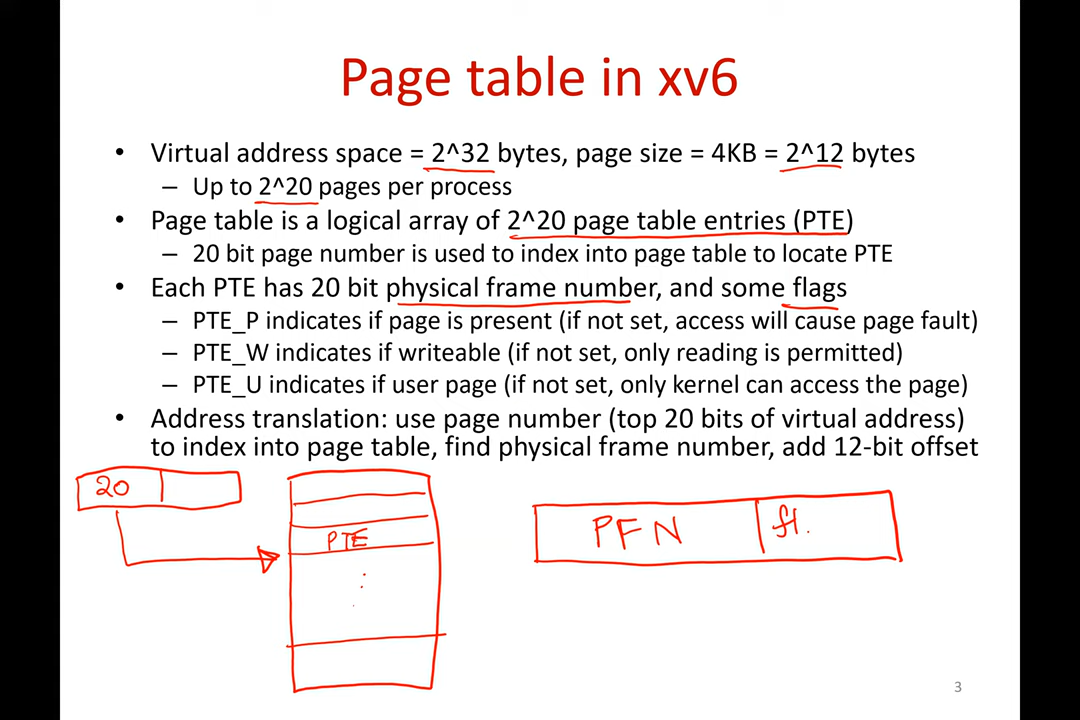 Page table in xv6
• Virtual address space = 2^32 bytes, page size = 4KB = 2^12 bytes
– Up to 2^20 pages per process
• Page table is a logical array of 2^20 page table entries (PTE)
– 20 bit page number is used to index into page table to locate PTE
• Each PTE has 20 bit physical frame number, and some flags
– PTE_P indicates if page is present (if not set, access will cause page fault)
– PTE_W indicates if writeable (if not set, only reading is permitted)
– PTE_U indicates if user page (if not set, only kernel can access the page)
• Address translation: use page number (top 20 bits of virtual address)
to index into page table, find physical frame number, add 12-bit offset
20
PTE
PFN fl.
3